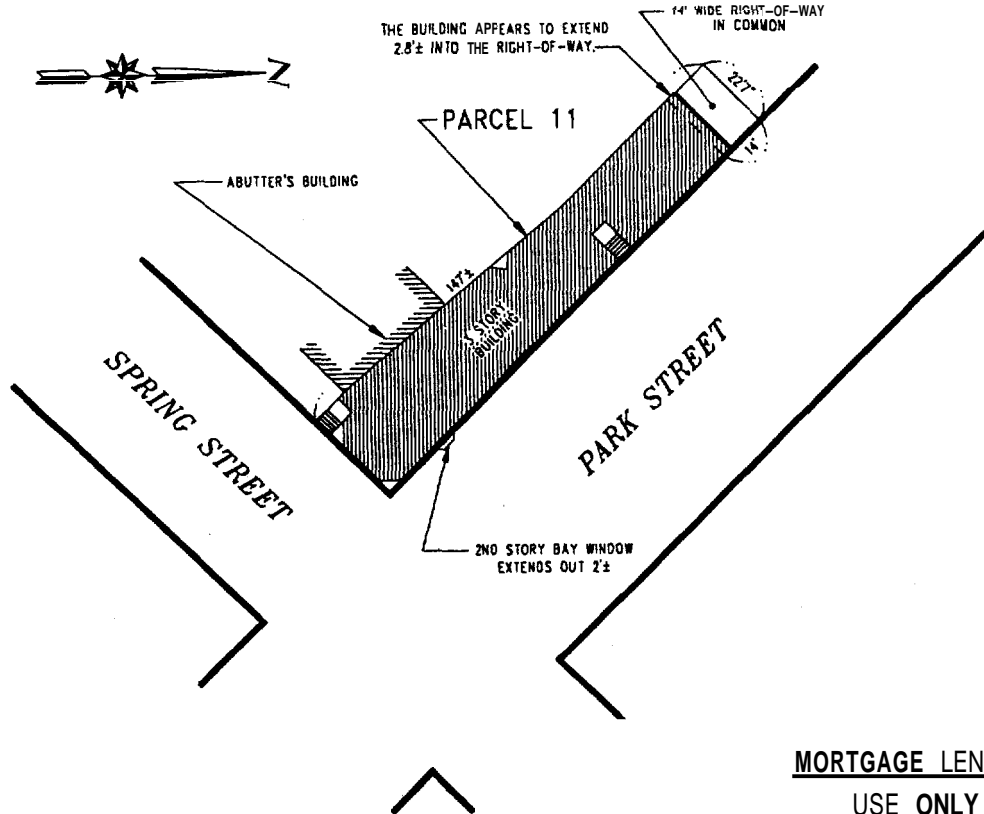 14' WIDE RIGHT-OF-WAY
IN COMMON
THE BUILDING APPEARS TO EXTEND
2.8'± INTO THE RIGHT-OF-WAY.
Z
22'7"
14'
PARCEL 11
ABUTTER'S BUILDING
147'±
STORY
BUILDING
SPRING STREET
PARK STREET
2ND STORY BAY WINDOW
EXTENDS OUT 2'±
MORTGAGE LEN
USE ONLY